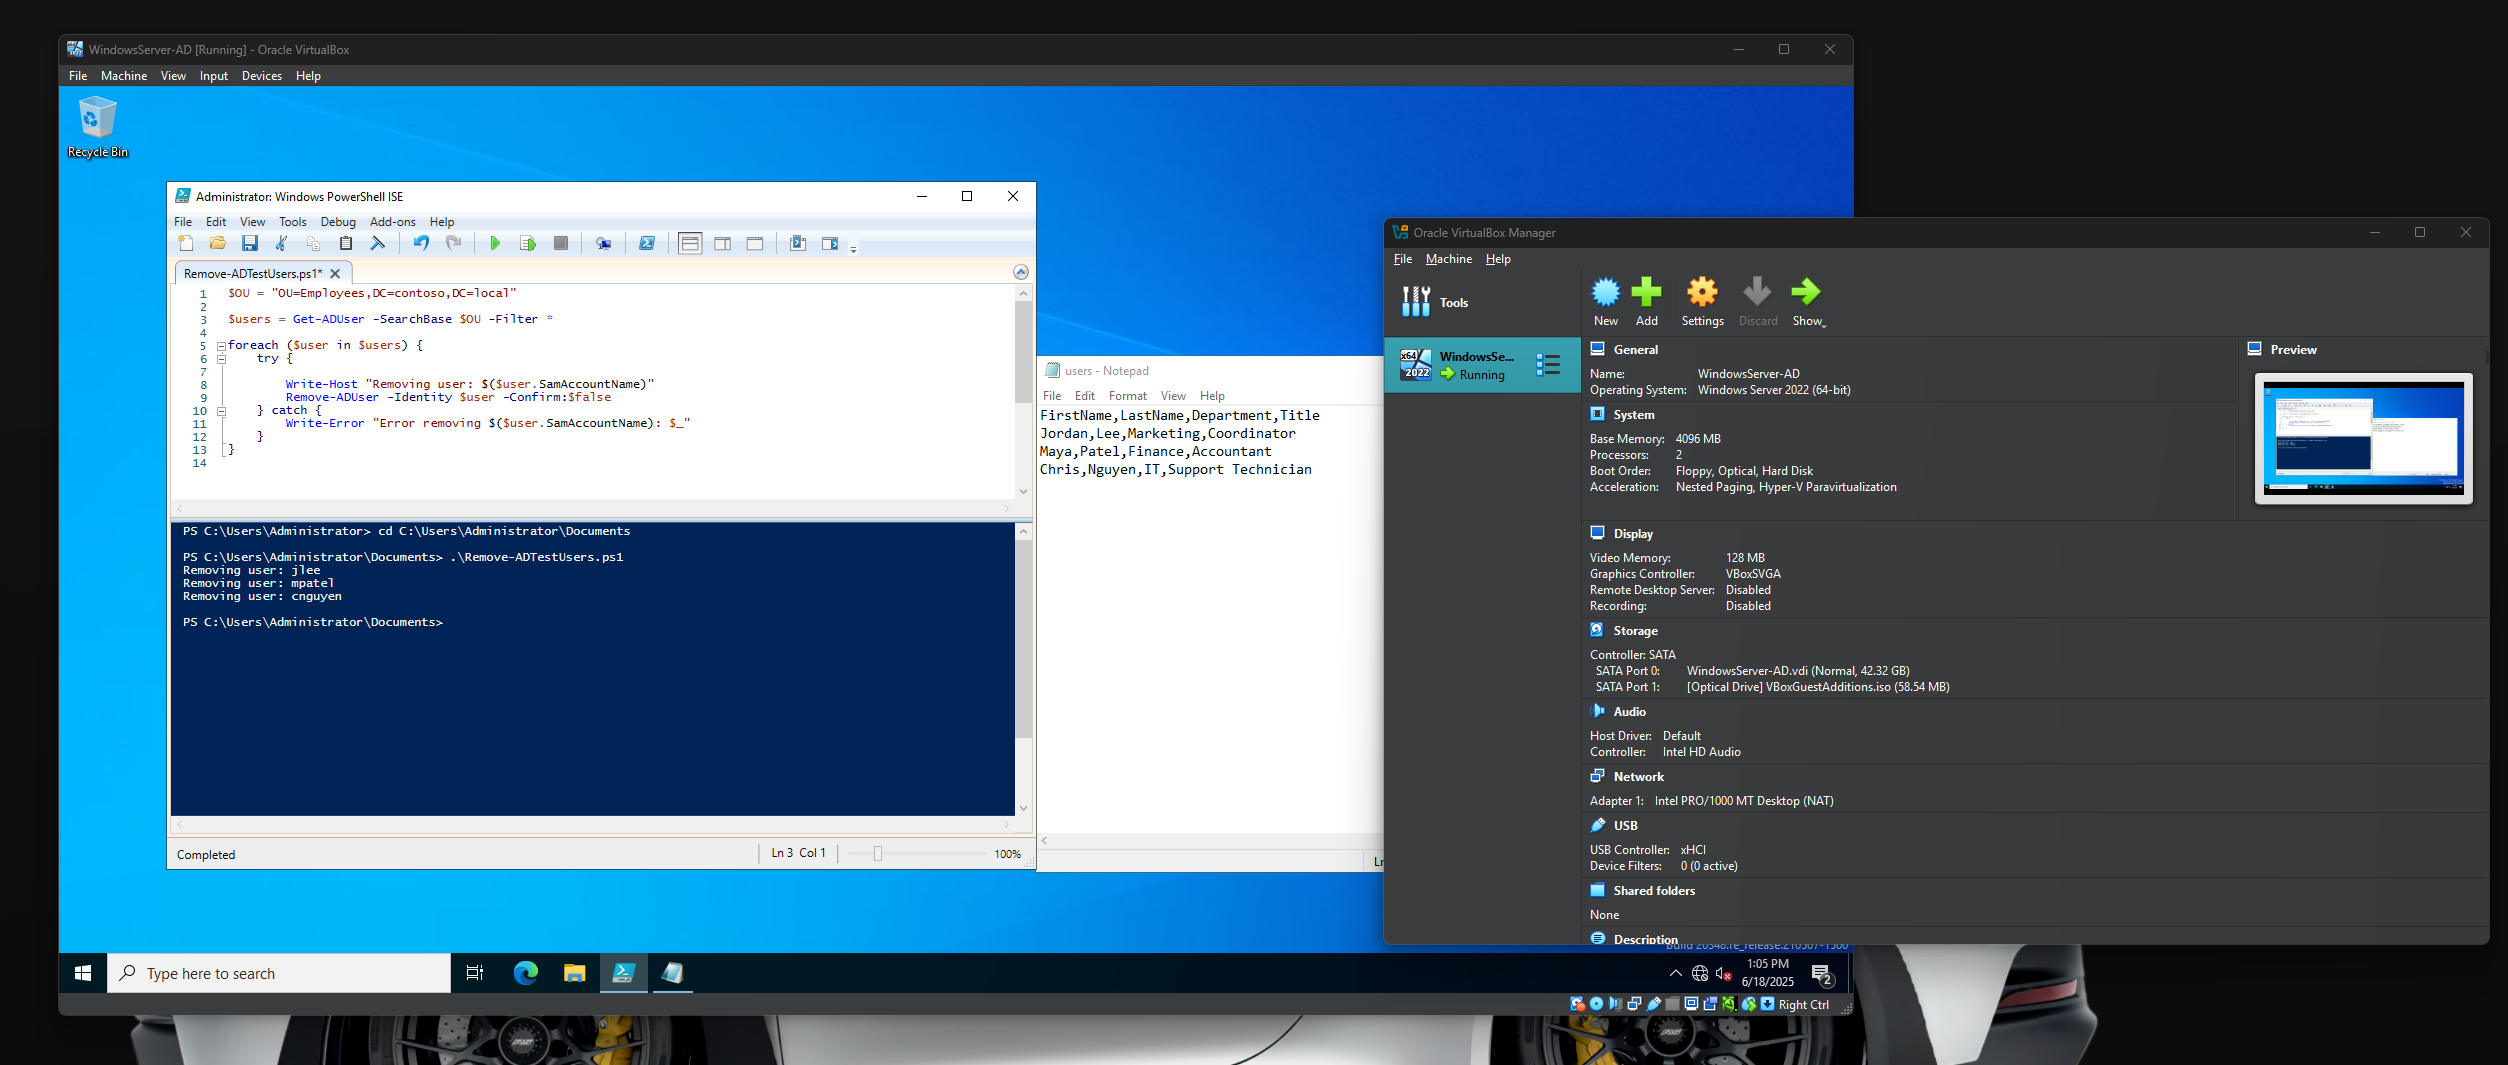 WindowsServer-AD [Running] - Oracle VirtualBox
File Machine View Input Devices Help
Recycle Bin
Administrator: Windows PowerShell ISE
File Edit View Tools Debug Add-ons Help
Remove-ADTestUsers.ps1*
1 $OU = "OU=Employees,DC=contoso,DC=local"
2
3 $users = Get-ADUser -SearchBase $OU -Filter *
4
5 foreach ($user in $users) {
6 try {
7
8 Write-Host "Removing user: $($user.SamAccountName)"
9 Remove-ADUser -Identity $user -Confirm:$false
10 } catch {
11 Write-Error "Error removing $($user.SamAccountName): $_"
12 }
13 }
14
PS C:\Users\Administrator> cd C:\Users\Administrator\Documents
PS C:\Users\Administrator\Documents> .\Remove-ADTestUsers.ps1
Removing user: jlee
Removing user: mpatel
Removing user: cnguyen
PS C:\Users\Administrator\Documents>
Completed
Ln 3 Col 1
100%
users - Notepad
File Edit Format View Help
FirstName,LastName,Department,Title
Jordan,Lee,Marketing,Coordinator
Maya,Patel,Finance,Accountant
Chris,Nguyen,IT,Support Technician
Oracle VirtualBox Manager
File Machine Help
Tools
New Add Settings Discard Show
x64 2022
WindowsSe...
Running
General
Name: WindowsServer-AD
Operating System: Windows Server 2022 (64-bit)
Preview
System
Base Memory: 4096 MB
Processors: 2
Boot Order: Floppy, Optical, Hard Disk
Acceleration: Nested Paging, Hyper-V Paravirtualization
Display
Video Memory: 128 MB
Graphics Controller: VBoxSVGA
Remote Desktop Server: Disabled
Recording: Disabled
Storage
Controller: SATA
SATA Port 0: WindowsServer-AD.vdi (Normal, 42.32 GB)
SATA Port 1: [Optical Drive] VBoxGuestAdditions.iso (58.54 MB)
Audio
Host Driver: Default
Controller: Intel HD Audio
Network
Adapter 1: Intel PRO/1000 MT Desktop (NAT)
USB
USB Controller: xHCI
Device Filters: 0 (0 active)
Shared folders
None
Description
Type here to search
1:05 PM
6/18/2025
2
Right Ctrl